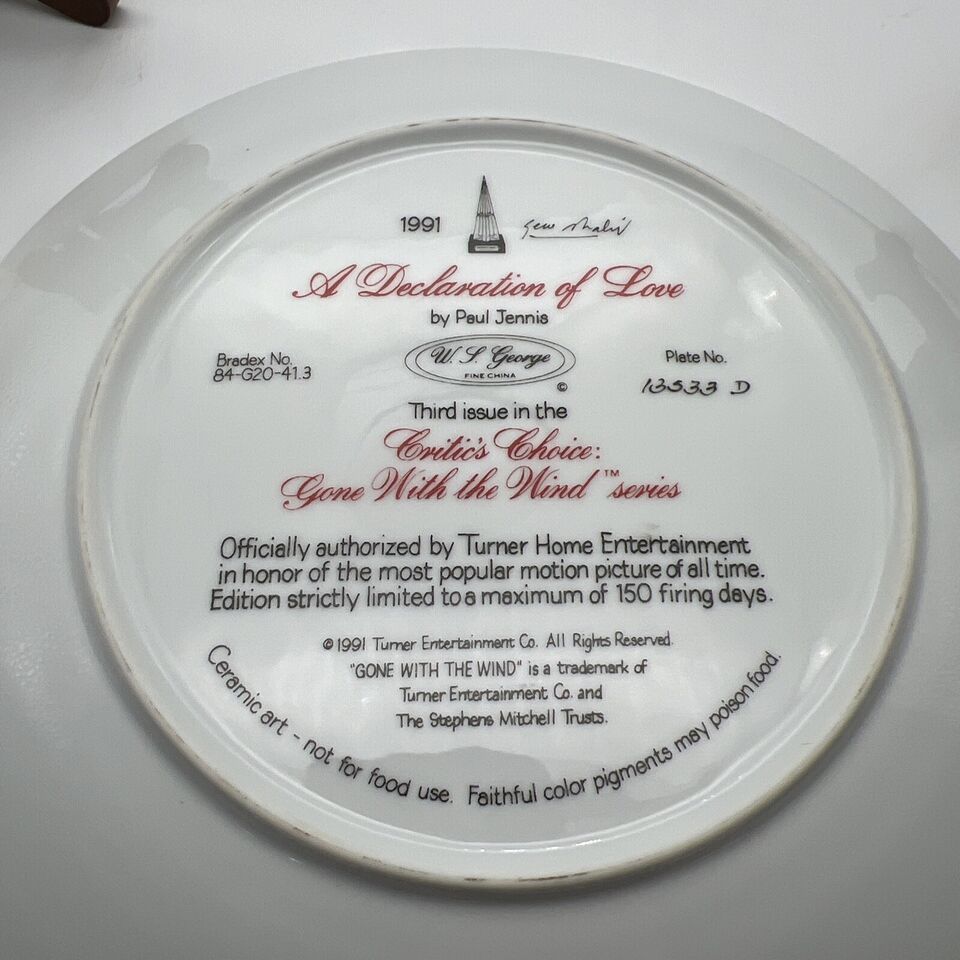 1991
A Declaration of Love
by Paul Jennis
Bradex No.
84-G20-41.3
W. S. George
FINE CHINA
©
Plate No.
13533 D
Third issue in the
Critic's Choice:
Gone With the Wind™ series
Officially authorized by Turner Home Entertainment
in honor of the most popular motion picture of all time.
Edition strictly limited to a maximum of 150 firing days.
©1991 Turner Entertainment Co. All Rights Reserved.
"GONE WITH THE WIND" is a trademark of
Turner Entertainment Co. and
The Stephens Mitchell Trusts.
Ceramic art - not for food use. Faithful color pigments may poison food.